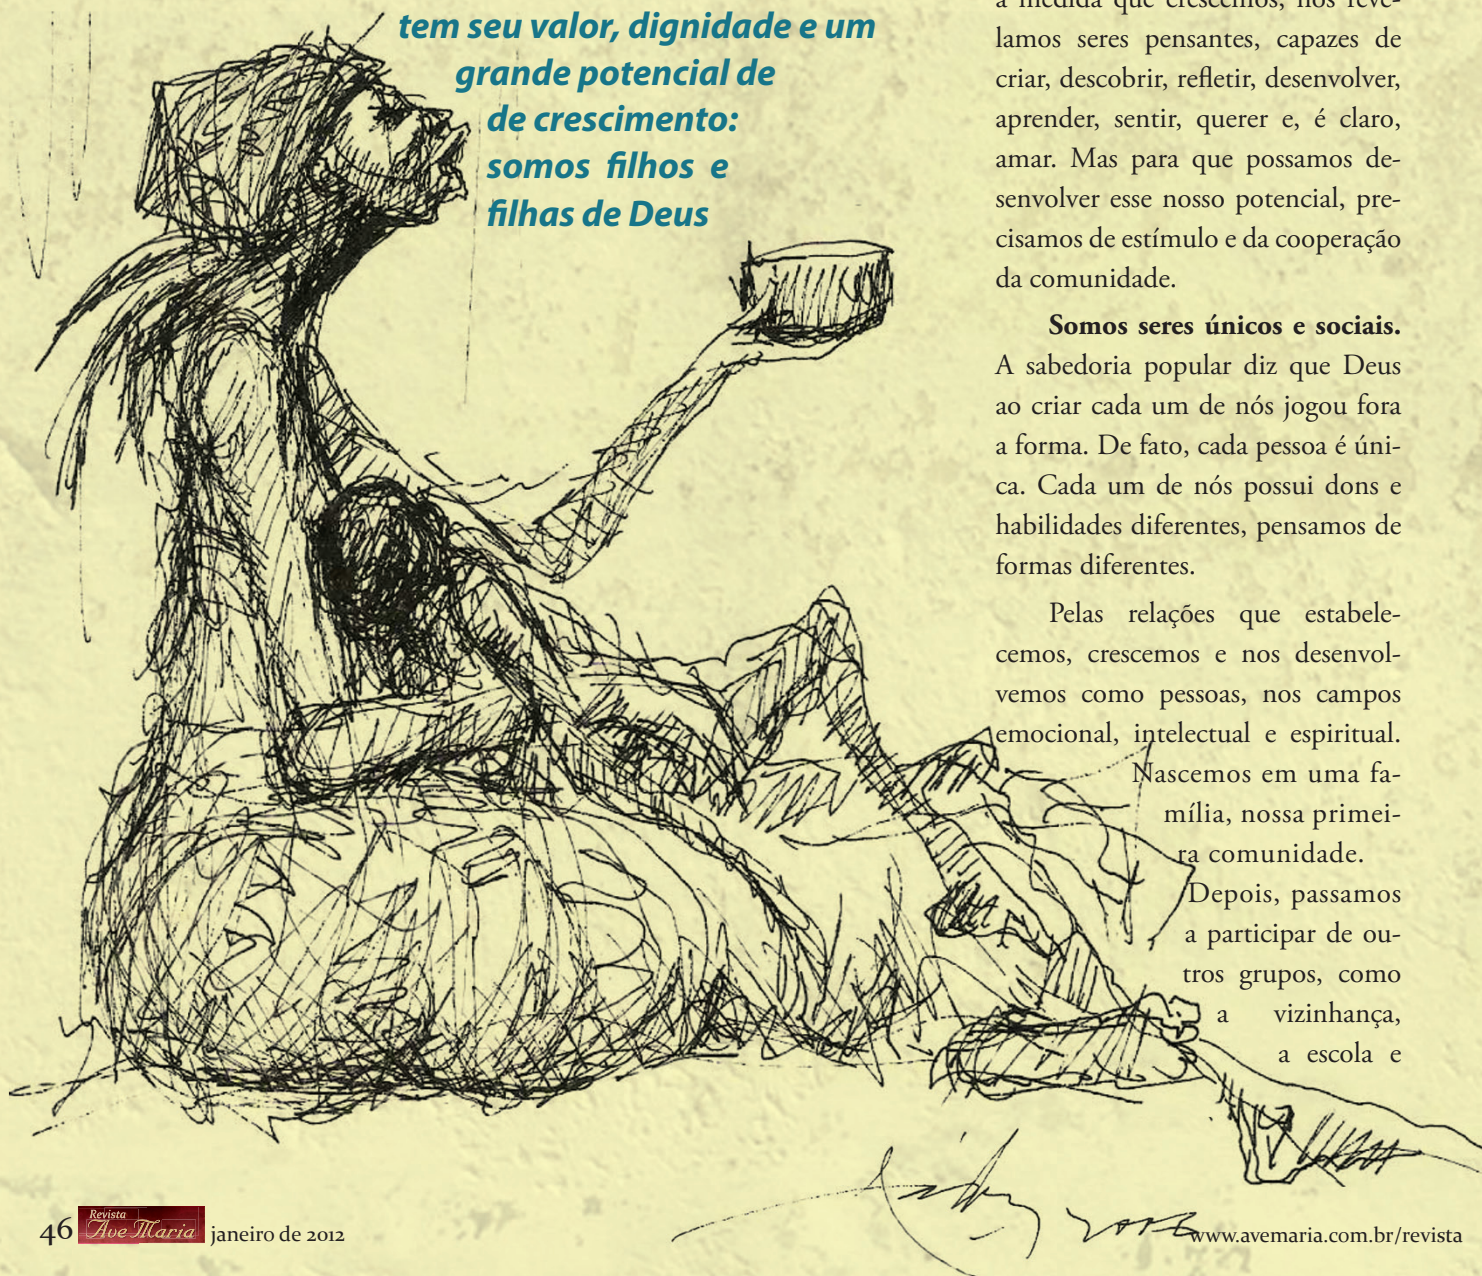 tem seu valor, dignidade e um
grande potencial de
de crescimento:
somos filhos e
filhas de Deus
à medida que crescemos, nos reve-
lamos seres pensantes, capazes de
criar, descobrir, refletir, desenvolver,
aprender, sentir, querer e, é claro,
amar. Mas para que possamos de-
senvolver esse nosso potencial, pre-
cisamos de estímulo e da cooperação
da comunidade.
Somos seres únicos e sociais.
A sabedoria popular diz que Deus
ao criar cada um de nós jogou fora
a forma. De fato, cada pessoa é úni-
ca. Cada um de nós possui dons e
habilidades diferentes, pensamos de
formas diferentes.
Pelas relações que estabele-
cemos, crescemos e nos desenvol-
vemos como pessoas, nos campos
emocional, intelectual e espiritual.
Nascemos em uma fa-
mília, nossa primei-
ra comunidade.
Depois, passamos
a participar de ou-
tros grupos, como
a vizinhança,
a escola e
46 Revista Ave Maria janeiro de 2012
www.avemaria.com.br/revista